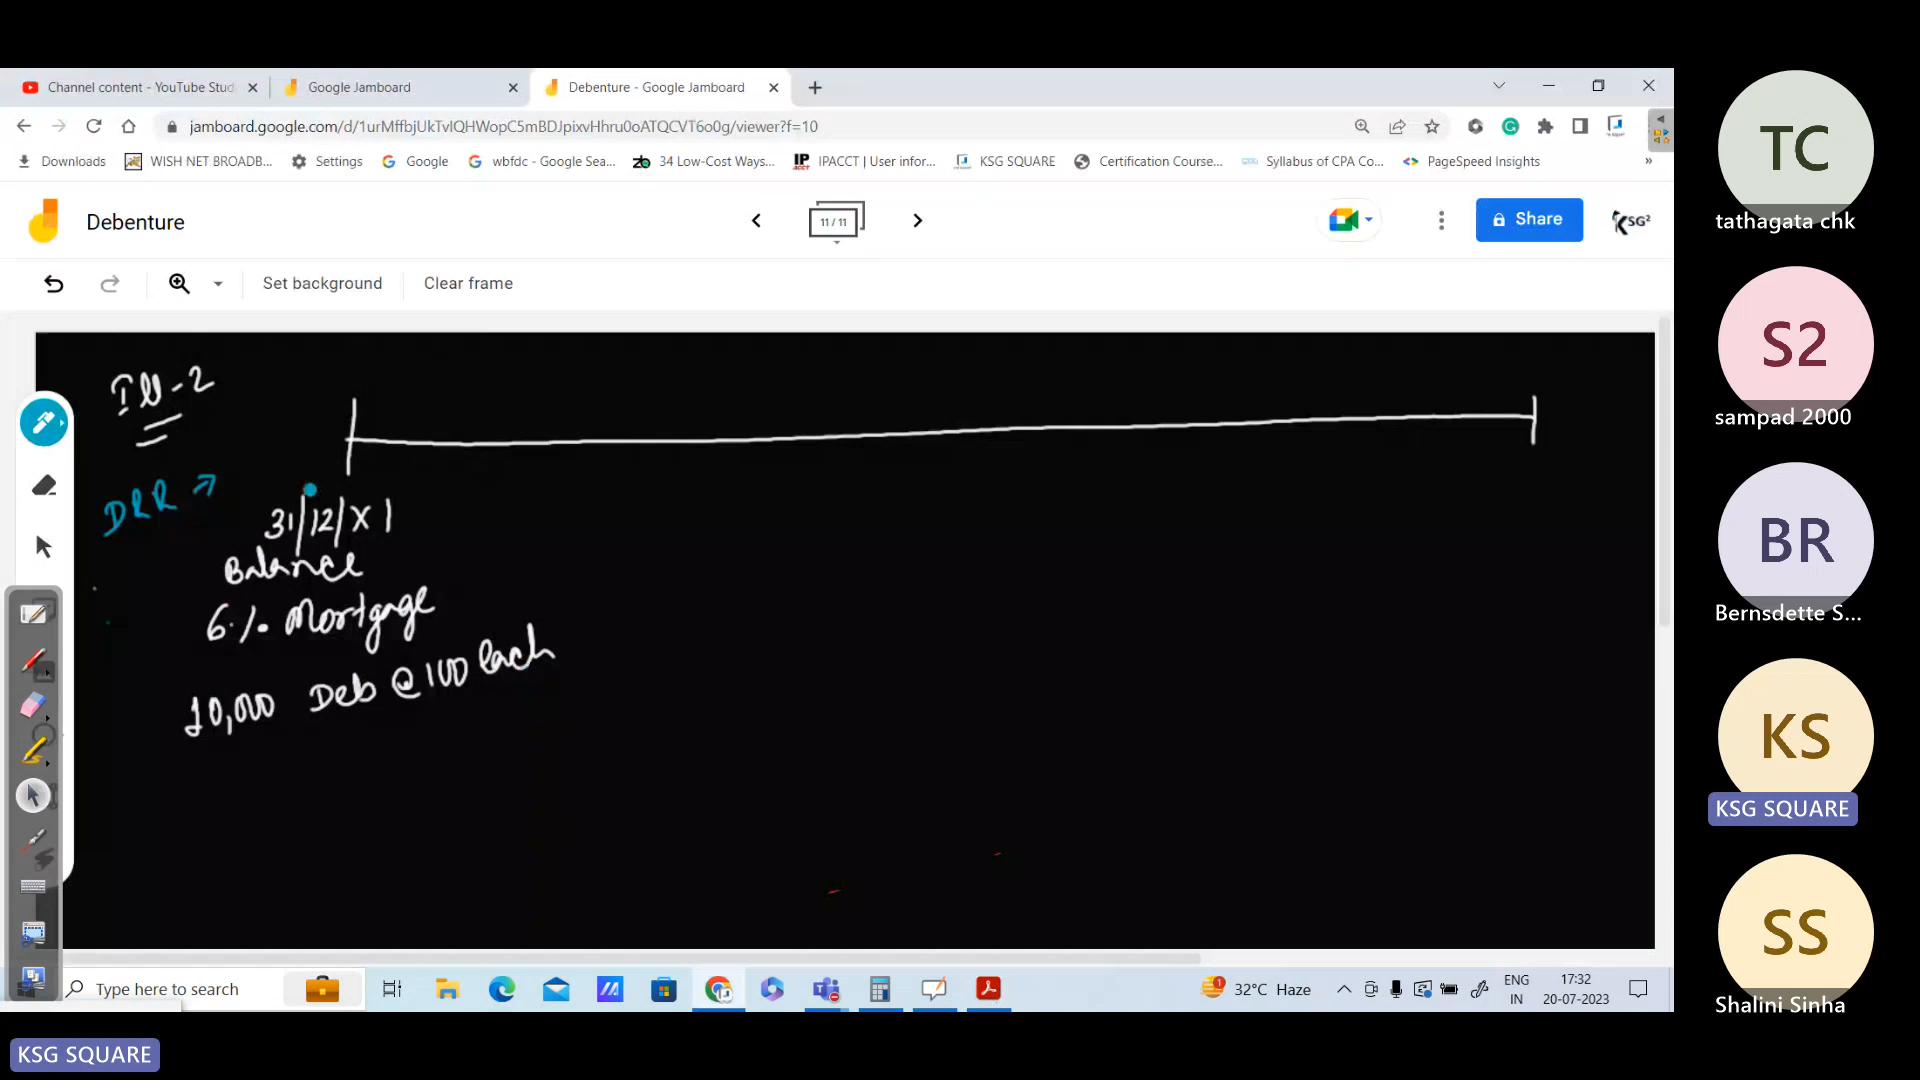 Channel content - YouTube Stud
Google Jamboard
Debenture - Google Jamboard
jamboard.google.com/d/1urMffbjUkTvIQHWopC5mBDJpixvHhru0oATQCVT6o0g/viewer?f=10
Downloads
WISH NET BROADB...
Settings
Google
wbfdc - Google Sea...
34 Low-Cost Ways...
IPACCT | User infor...
KSG SQUARE
Certification Course...
Syllabus of CPA Co...
PageSpeed Insights
»
Debenture
11 / 11
Share
KSG²
Set background
Clear frame
Ill-2
DRR
31/12/X1
Balance
6% Mortgage
10,000 Deb @ 100 each
Type here to search
32°C Haze
ENG
IN
17:32
20-07-2023
TC
tathagata chk
S2
sampad 2000
BR
Bernsdette S...
KS
KSG SQUARE
SS
Shalini Sinha
KSG SQUARE